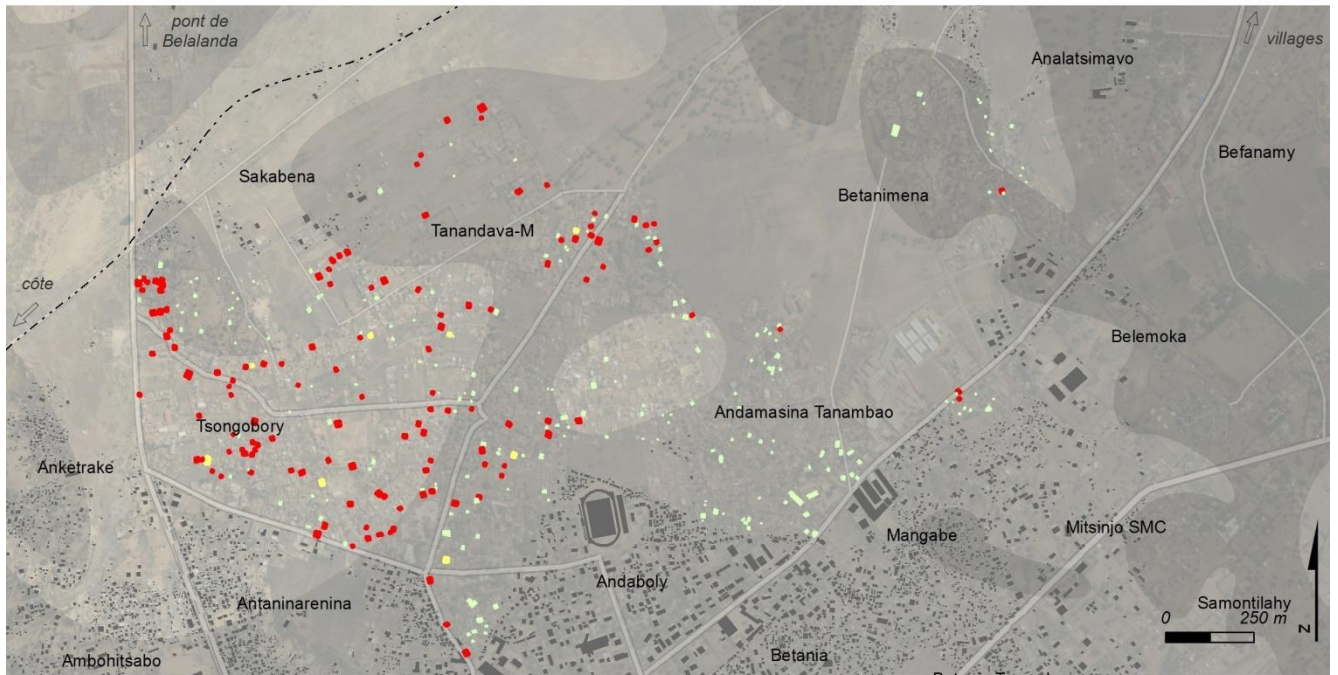 pont de
Belalanda
villages
Analatsimavo
Befanamy
Sakabena
Betanimena
Tanandava-M
côte
Belemoka
Andamasina Tanambao
Tsongobory
Anketrake
Mangabe
Mitsinjo SMC
Andaboly
Antaninarenina
Samontilahy
0 250 m
N
Ambohitsabo
Betania